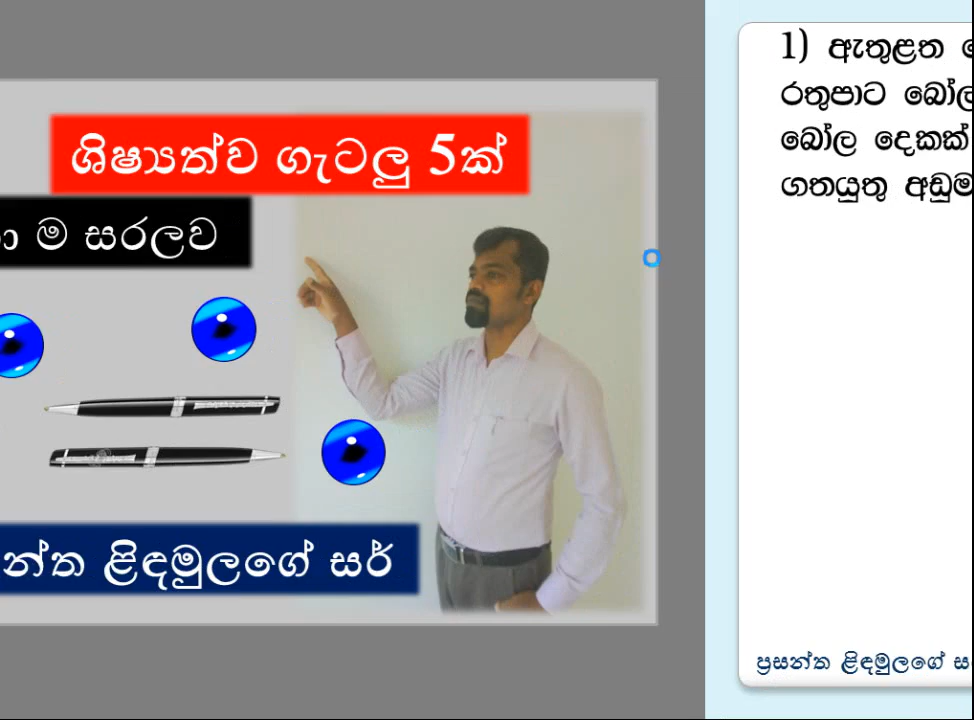 ශිෂ්‍යත්ව ගැටලු 5ක්
ම සරලව
න්ත ළිඳමුලගේ සර්
1) ඇතුළත
රතුපාට බෝල
බෝල දෙකක්
ගතයුතු අඩුම
ප්‍රසන්ත ළිඳමුලගේ ස